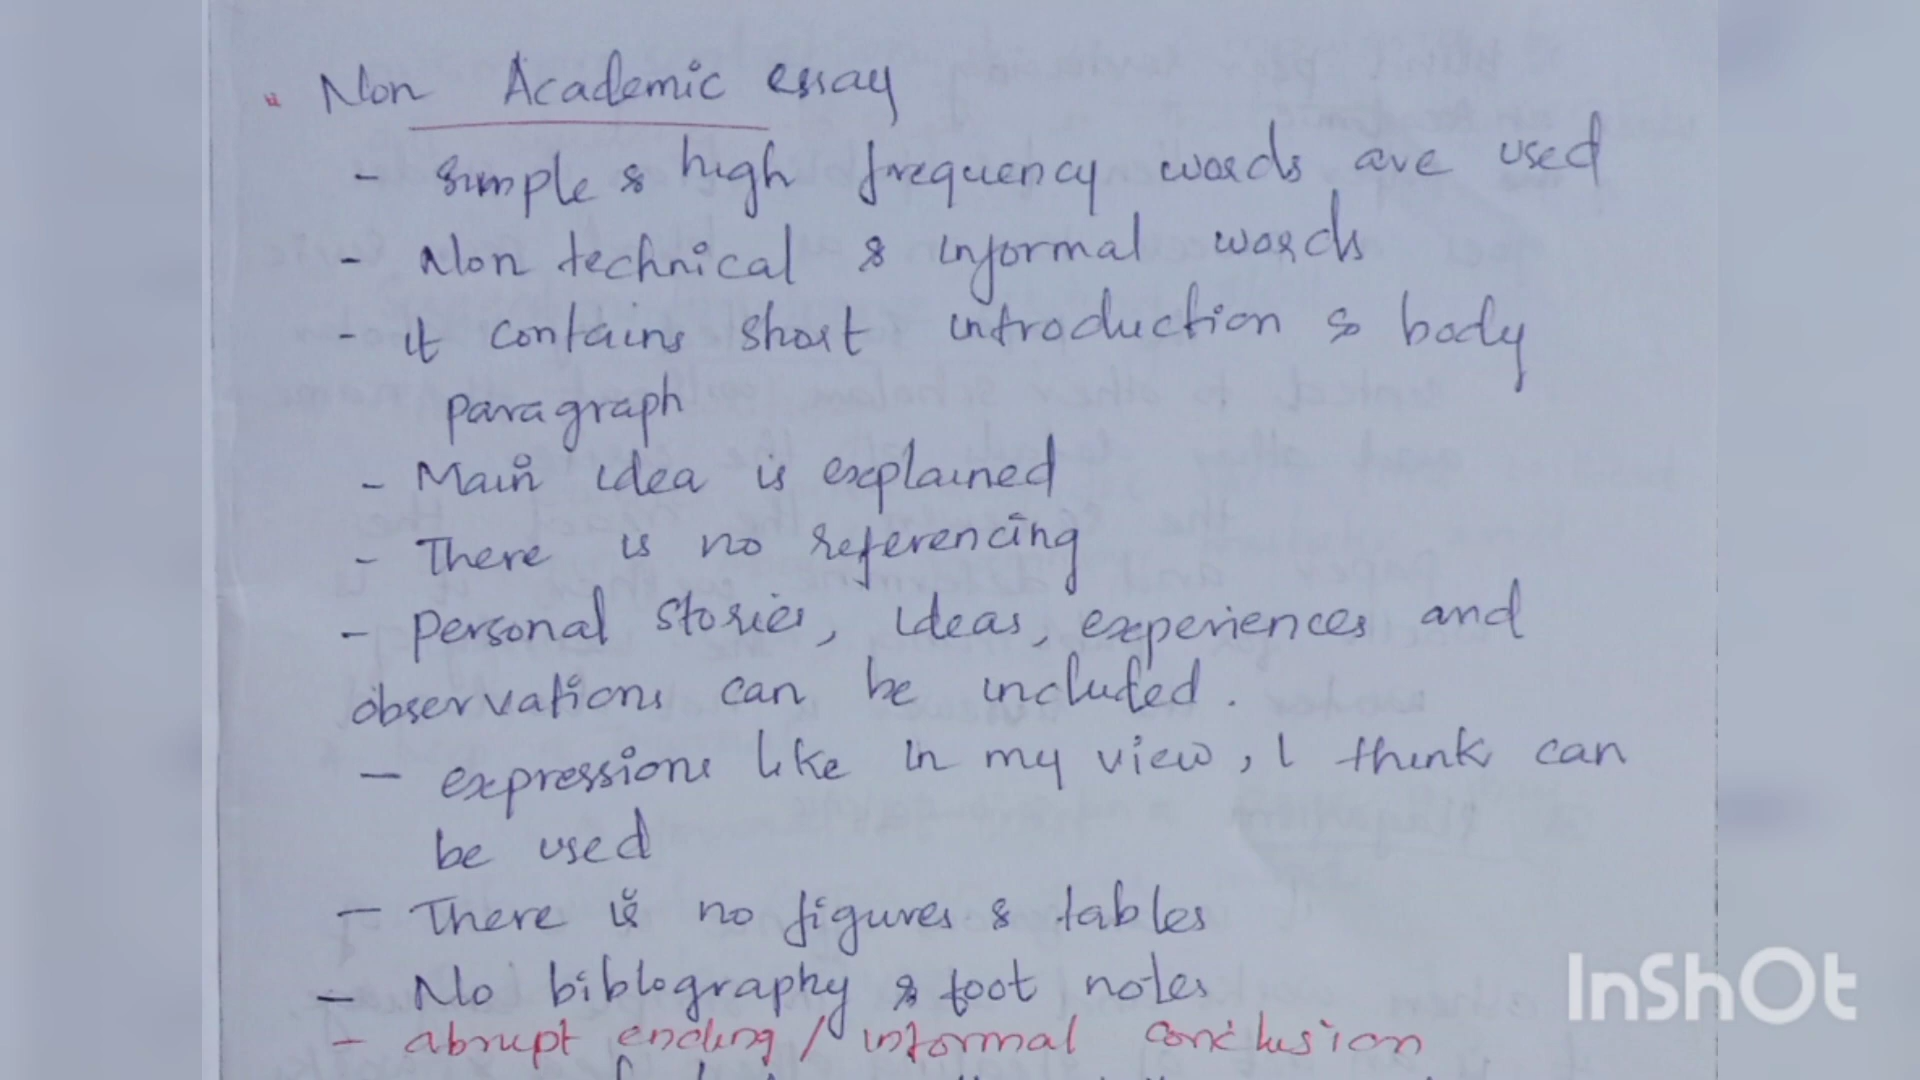 " Non Academic essay
- simple & high frequency words are used
- Non technical & informal words
- it contains short introduction & body
paragraph
- Main idea is explained
- There is no referencing
- personal stories, ideas, experiences and
observations can be included.
- expressions like in my view, I think can
be used
- There is no figures & tables
- No biblography & foot notes
- abrupt ending / informal conclusion
InShOt